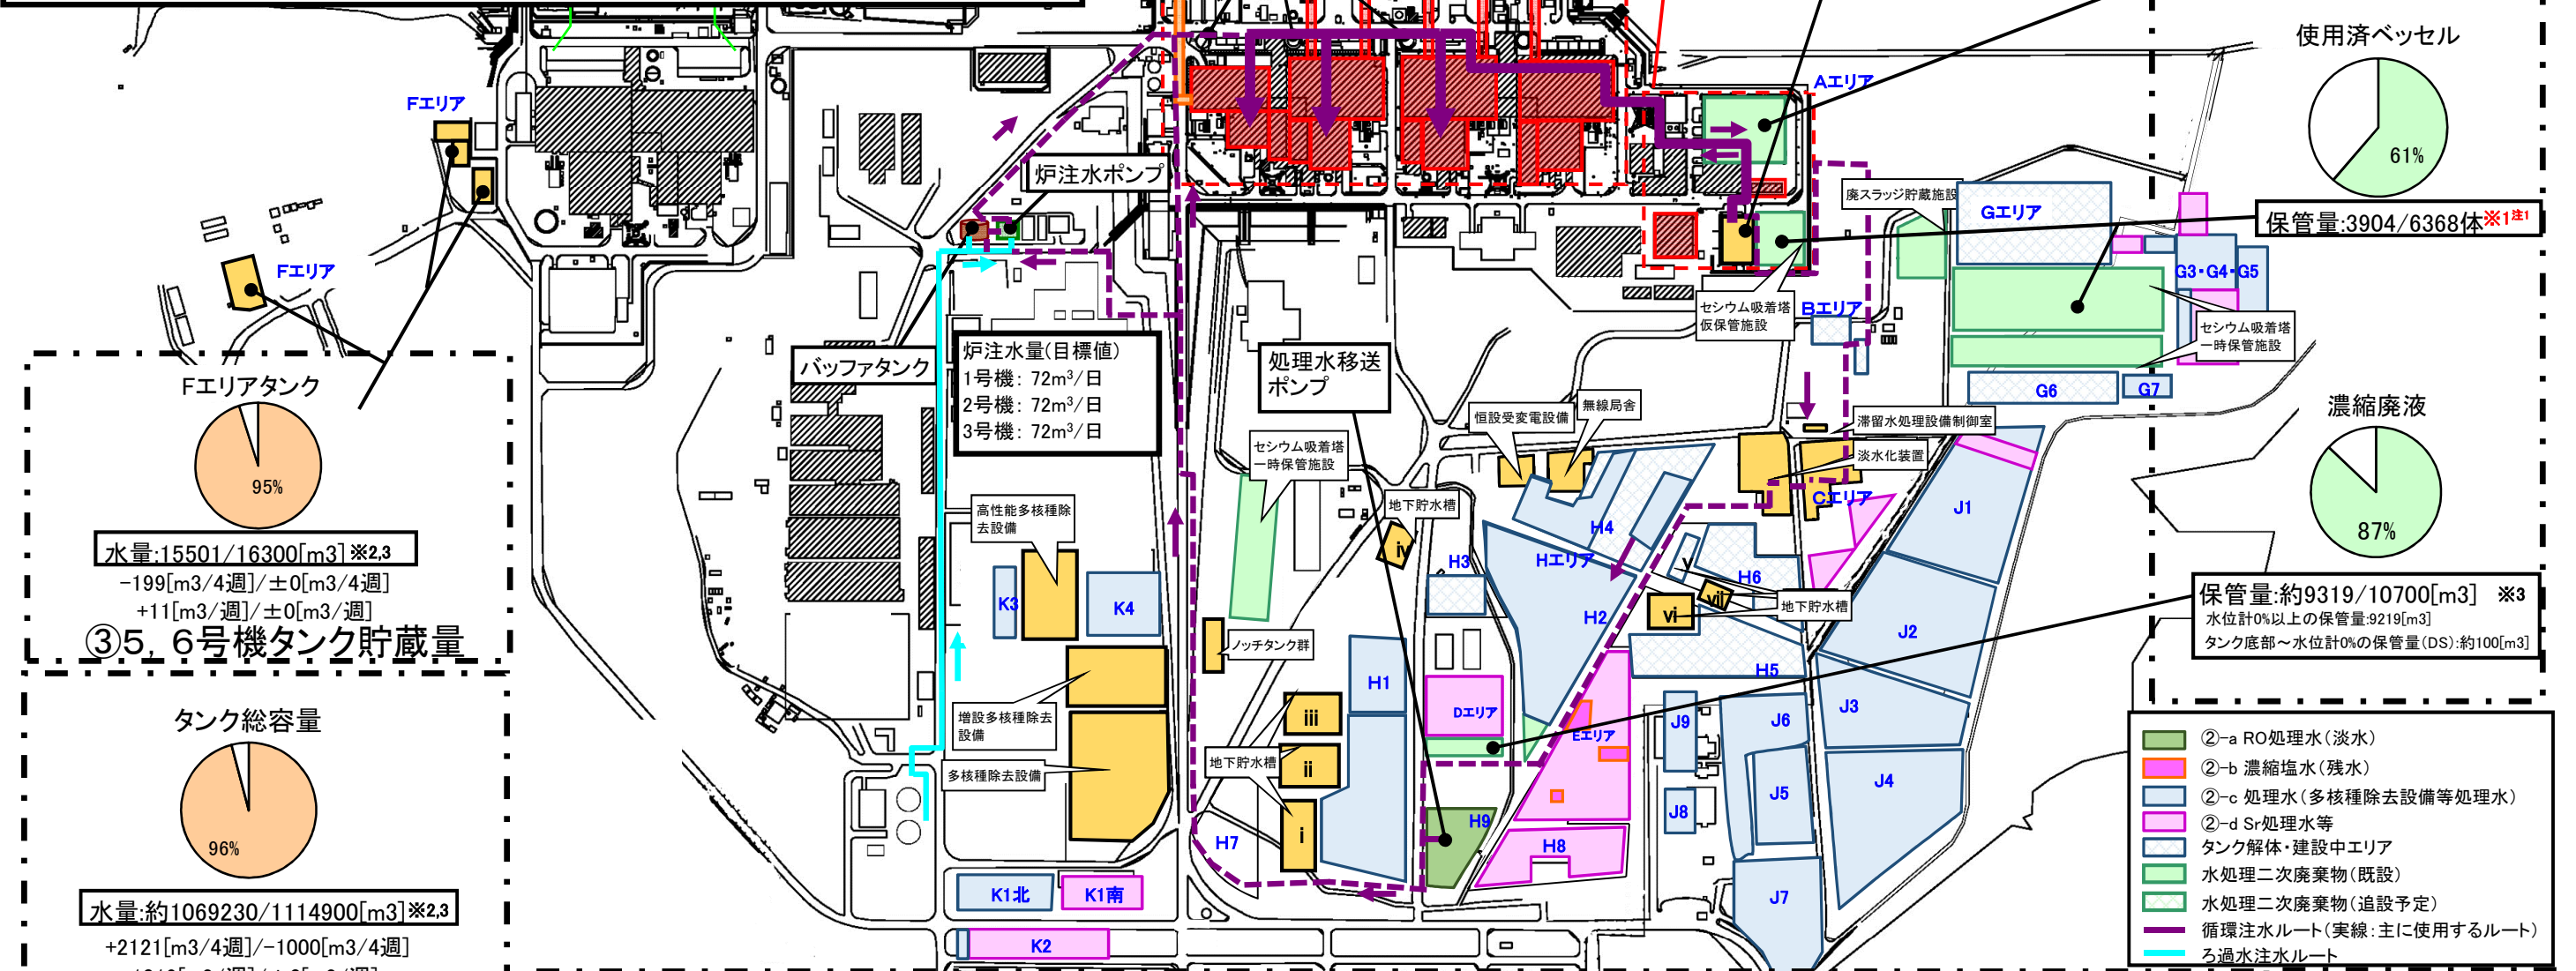 使用済ベッセル
61%
保管量:3904/6368体※1注1
Aエリア
Fエリア
炉注水ポンプ
廃スラッジ貯蔵施設
Gエリア
Fエリア
G3・G4・G5
セシウム吸着塔
仮保管施設
Bエリア
セシウム吸着塔
一時保管施設
バッファタンク
炉注水量(目標値)
1号機: 72m³/日
2号機: 72m³/日
3号機: 72m³/日
処理水移送
ポンプ
G6
G7
Fエリアタンク
95%
水量:15501/16300[m3]※2,3
-199[m3/4週]/±0[m3/4週]
+11[m3/週]/±0[m3/週]
③5，6号機タンク貯蔵量
恒設受変電設備
無線局舎
滞留水処理設備制御室
淡水化装置
Cエリア
濃縮廃液
87%
保管量:約9319/10700[m3] ※3
水位計0%以上の保管量:9219[m3]
タンク底部～水位計0%の保管量(DS):約100[m3]
セシウム吸着塔
一時保管施設
高性能多核種除
去設備
地下貯水槽
iv
H4
J1
H3
Hエリア
v
H6
K3
K4
H2
vi
vii
地下貯水槽
J2
ノッチタンク群
H5
H1
iii
Dエリア
J9
J6
J3
増設多核種除去
設備
Eエリア
地下貯水槽
ii
多核種除去設備
J5
J4
J8
i
H9
H7
H8
K1北
K1南
J7
K2
タンク総容量
96%
水量:約1069230/1114900[m3]※2,3
+2121[m3/4週]/-1000[m3/4週]
②-a RO処理水(淡水)
②-b 濃縮塩水(残水)
②-c 処理水(多核種除去設備等処理水)
②-d Sr処理水等
タンク解体・建設中エリア
水処理二次廃棄物(既設)
水処理二次廃棄物(追設予定)
循環注水ルート(実線:主に使用するルート)
ろ過水注水ルート